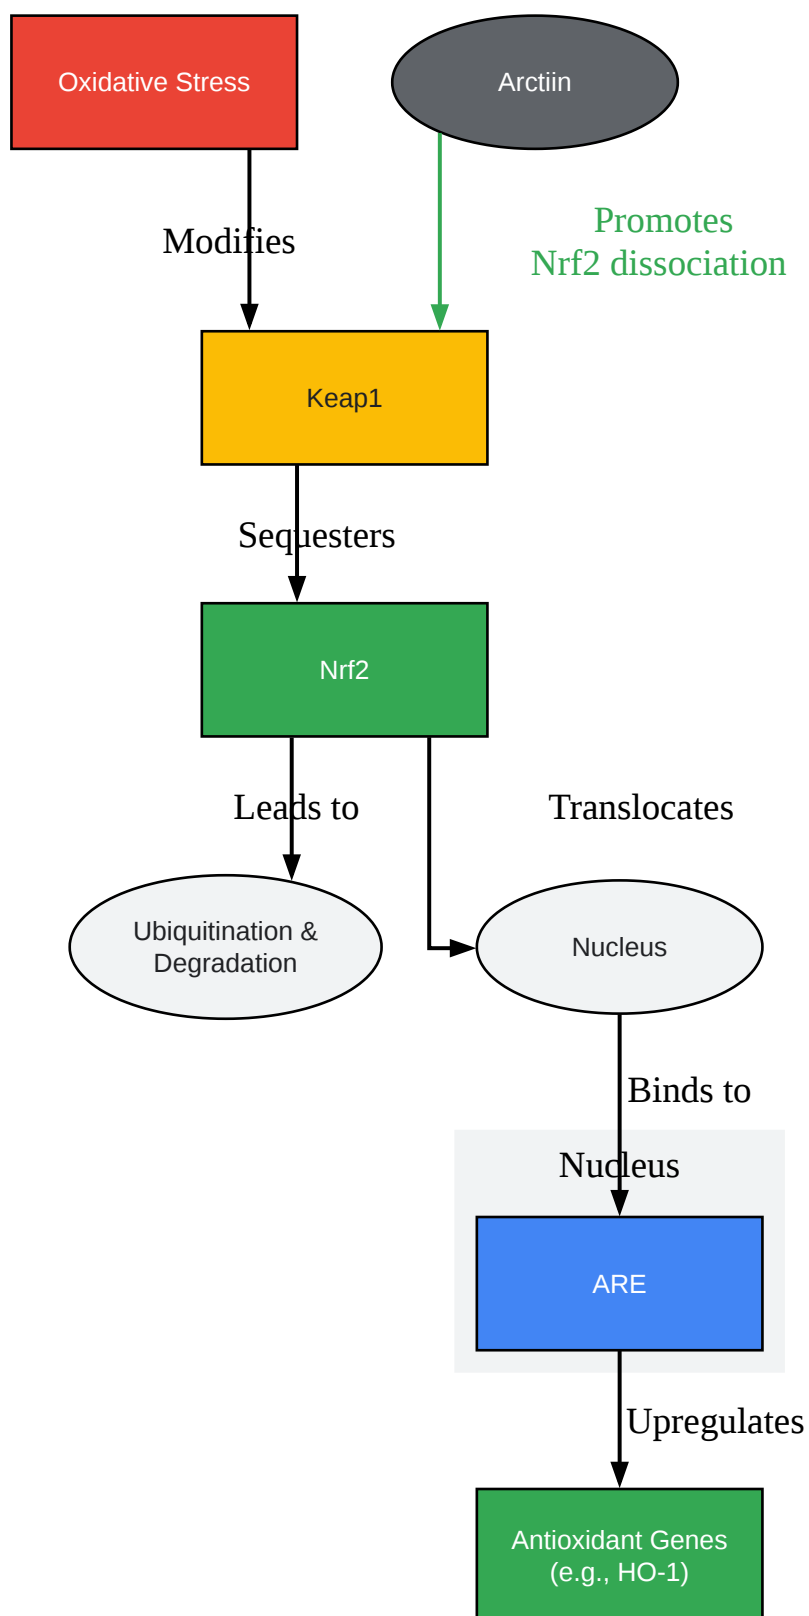 Oxidative Stress
Arctiin
Modifies
Promotes
Nrf2 dissociation
Keap1
Sequesters
Nrf2
Leads to
Translocates
Ubiquitination &
Degradation
Nucleus
Binds to
Nucleus
ARE
Upregulates
Antioxidant Genes
(e.g., HO-1)